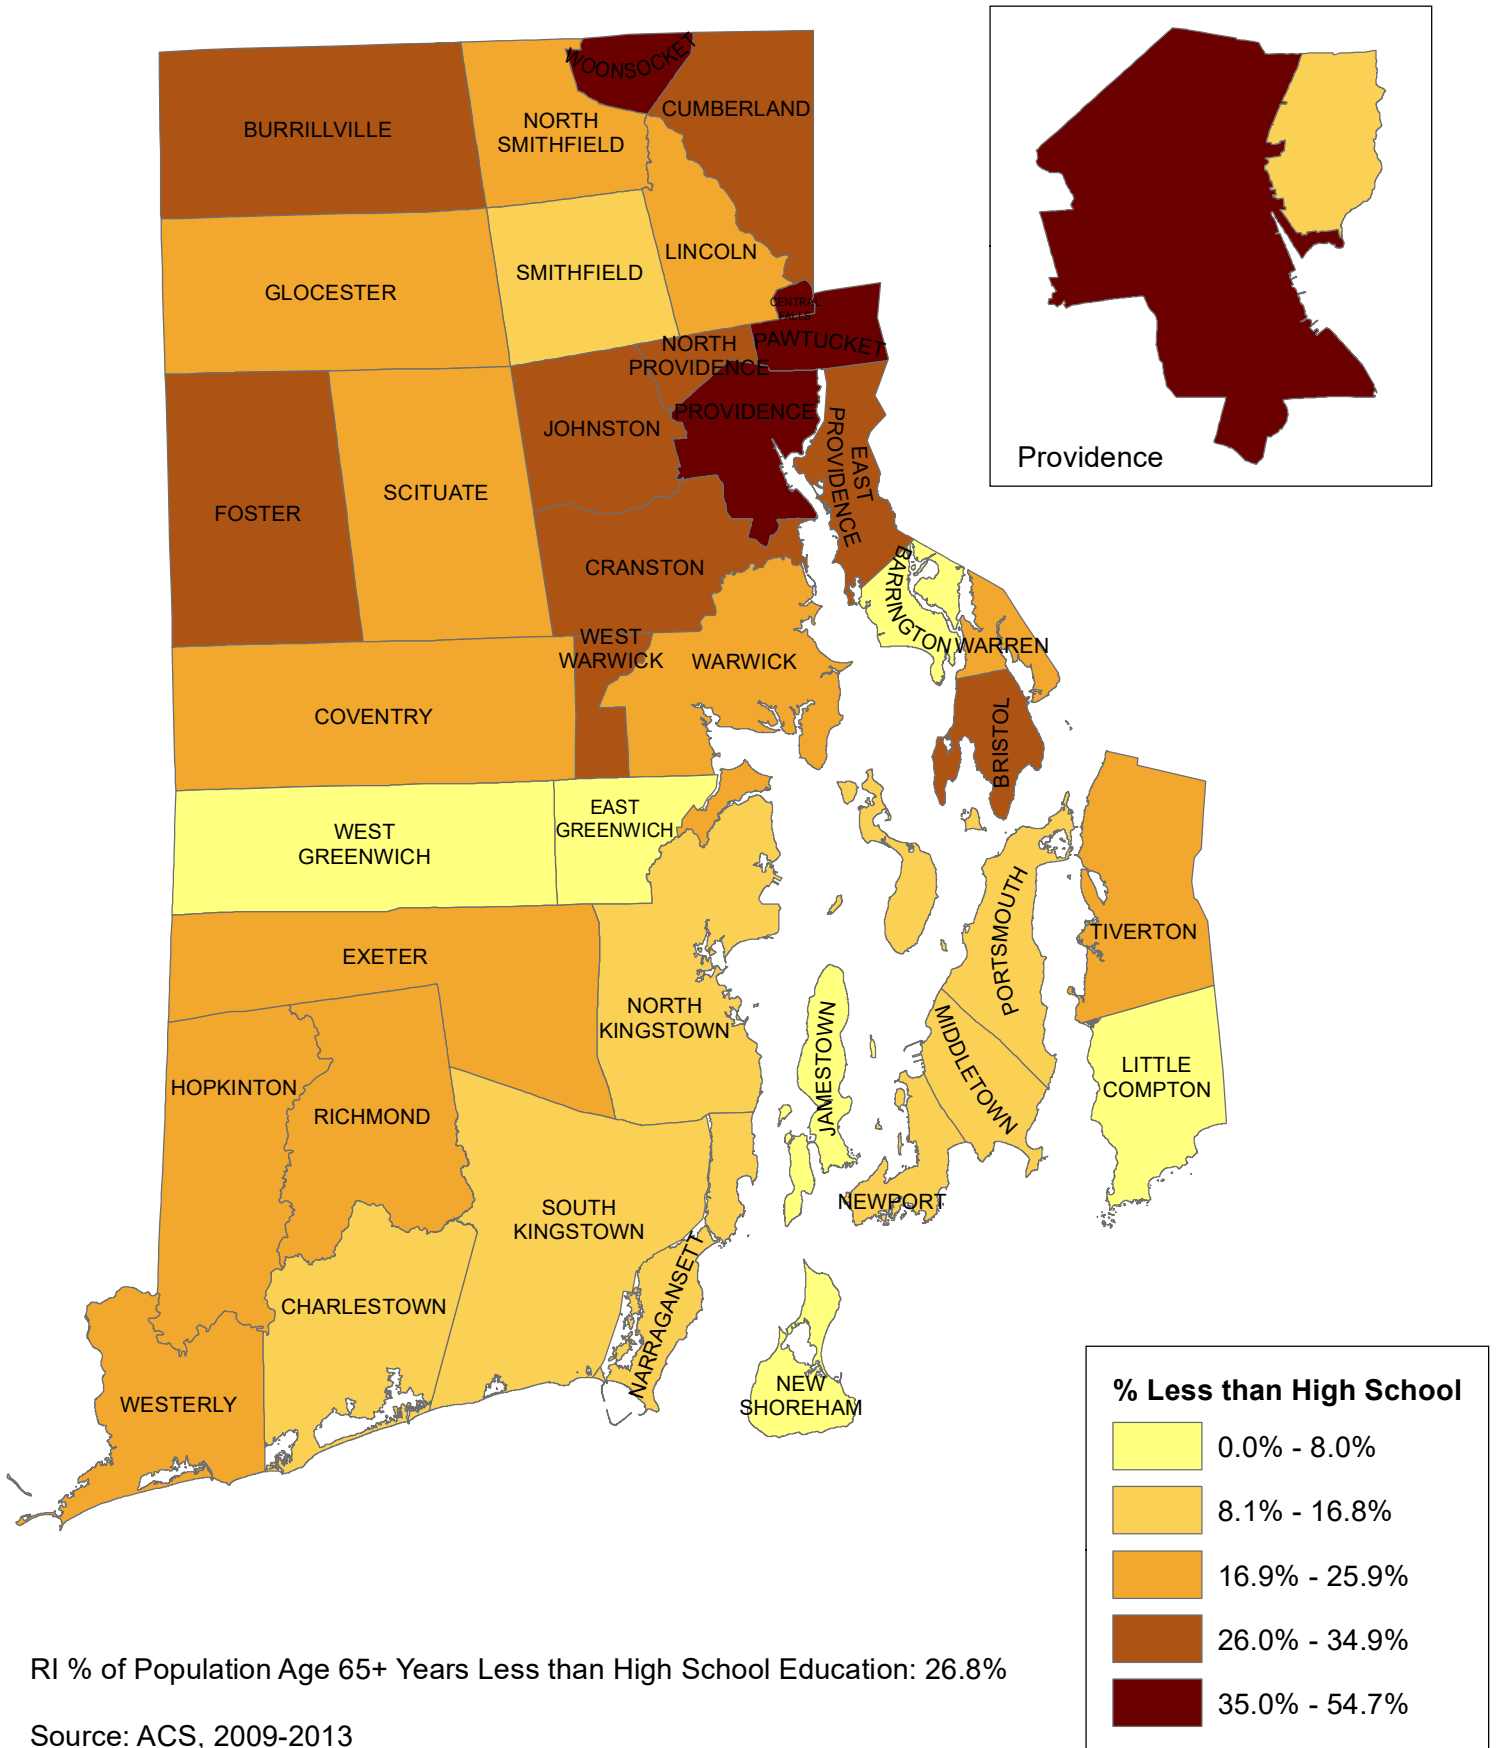 WOONSOCKET
CUMBERLAND
BURRILLVILLE
NORTH
SMITHFIELD
LINCOLN
SMITHFIELD
GLOCESTER
CENTRAL
FALLS
NORTH
PROVIDENCE
PAWTUCKET
PROVIDENCE
JOHNSTON
EAST
PROVIDENCE
SCITUATE
FOSTER
CRANSTON
BARRINGTON
WEST
WARWICK
WARWICK
WARREN
COVENTRY
BRISTOL
EAST
GREENWICH
WEST
GREENWICH
PORTSMOUTH
TIVERTON
EXETER
NORTH
KINGSTOWN
JAMESTOWN
MIDDLETOWN
LITTLE
COMPTON
HOPKINTON
RICHMOND
SOUTH
KINGSTOWN
NEWPORT
NARRAGANSETT
CHARLESTOWN
NEW
SHOREHAM
WESTERLY
Providence
% Less than High School
0.0% - 8.0%
8.1% - 16.8%
16.9% - 25.9%
26.0% - 34.9%
35.0% - 54.7%
RI % of Population Age 65+ Years Less than High School Education: 26.8%
Source: ACS, 2009-2013